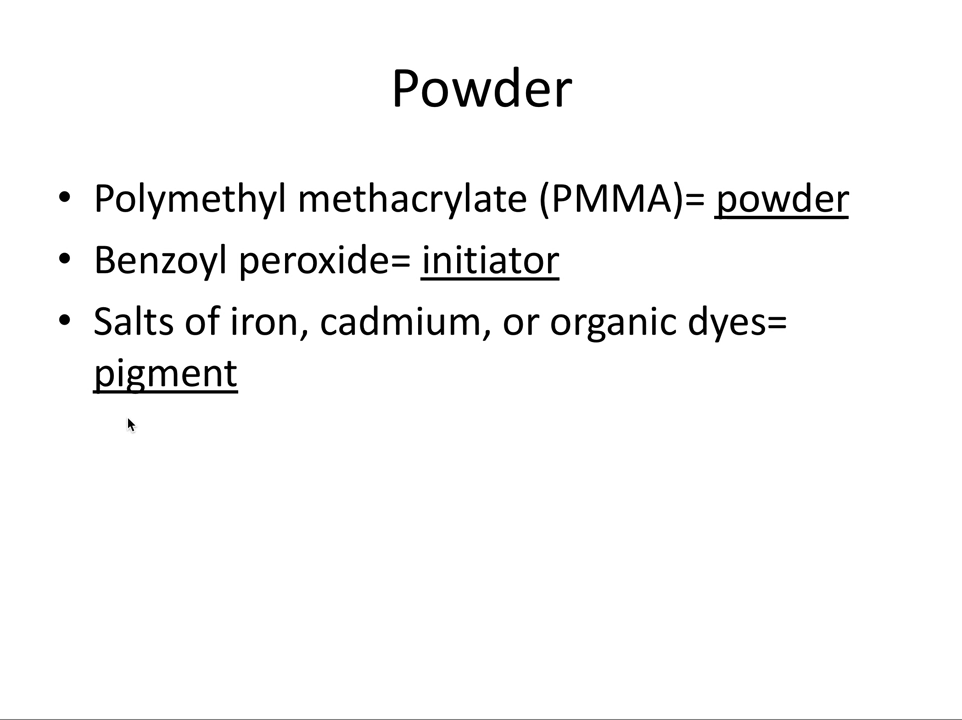 Powder
• Polymethyl methacrylate (PMMA)= powder
• Benzoyl peroxide= initiator
• Salts of iron, cadmium, or organic dyes=
pigment